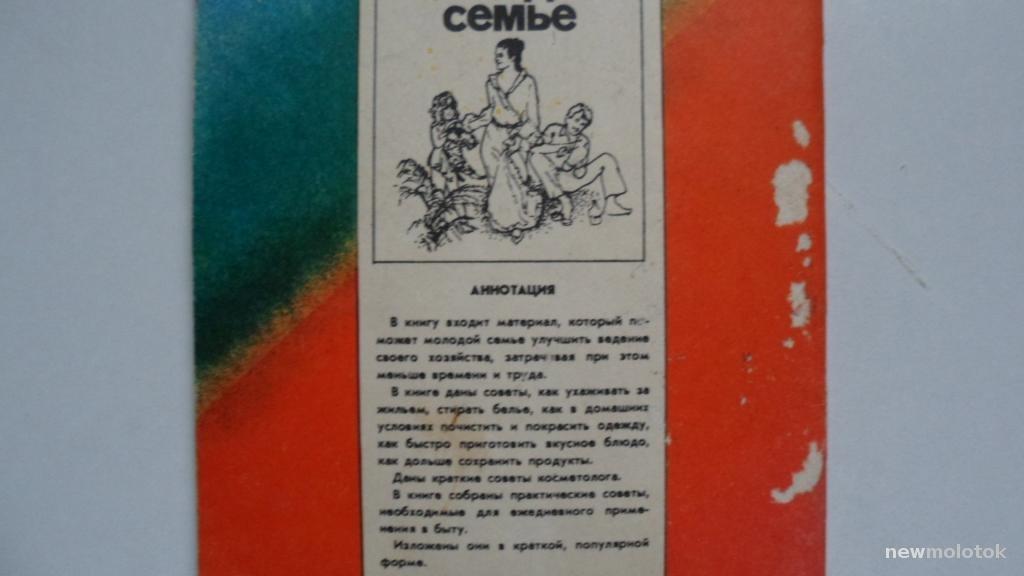 семье
АННОТАЦИЯ
В книгу входит материал, который по-
может молодой семье улучшить ведение
своего хозяйства, затрачивая при этом
меньше времени и труда.
В книге даны советы, как ухаживать за
жильем, стирать белье, как в домашних
условиях почистить и покрасить одежду,
как быстро приготовить вкусное блюдо,
как дольше сохранить продукты.
Даны краткие советы косметолога.
В книге собраны практические советы,
необходимые для ежедневного приме-
нения в быту.
Изложены они в краткой, популярной
форме.
newmolotok